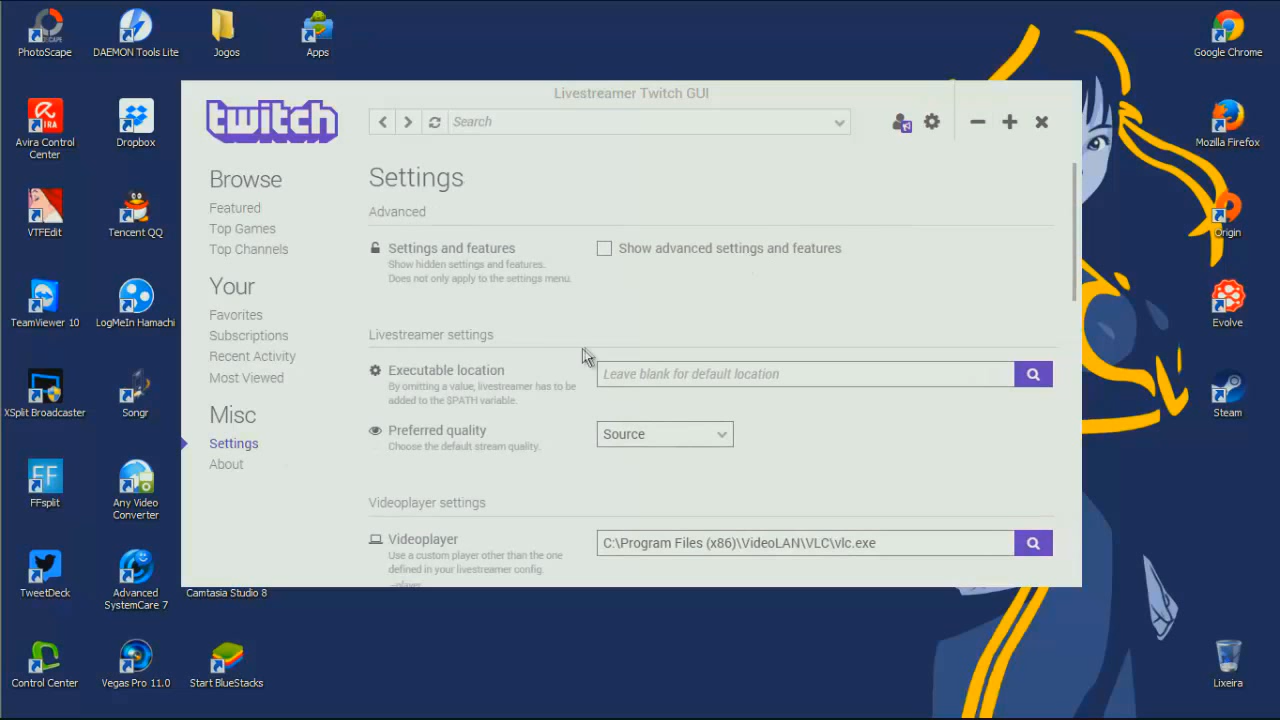 PhotoScape
DAEMON Tools Lite
Jogos
Apps
Google Chrome
Avira Control
Center
Dropbox
Mozilla Firefox
VTFEdit
Tencent QQ
Origin
TeamViewer 10
LogMeIn Hamachi
Evolve
XSplit Broadcaster
Songr
Steam
FF
FFsplit
Any Video
Converter
TweetDeck
Advanced
SystemCare 7
Camtasia Studio 8
Control Center
Vegas Pro 11.0
Start BlueStacks
Lixeira
Livestreamer Twitch GUI
twitch
Search
Browse
Featured
Top Games
Top Channels
Your
Favorites
Subscriptions
Recent Activity
Most Viewed
Misc
Settings
About
Settings
Advanced
Settings and features
Show hidden settings and features.
Does not only apply to the settings menu.
Show advanced settings and features
Livestreamer settings
Executable location
By omitting a value, livestreamer has to be
added to the $PATH variable.
Leave blank for default location
Preferred quality
Choose the default stream quality.
Source
Videoplayer settings
Videoplayer
Use a custom player other than the one
defined in your livestreamer config.
--player
C:\Program Files (x86)\VideoLAN\VLC\vlc.exe